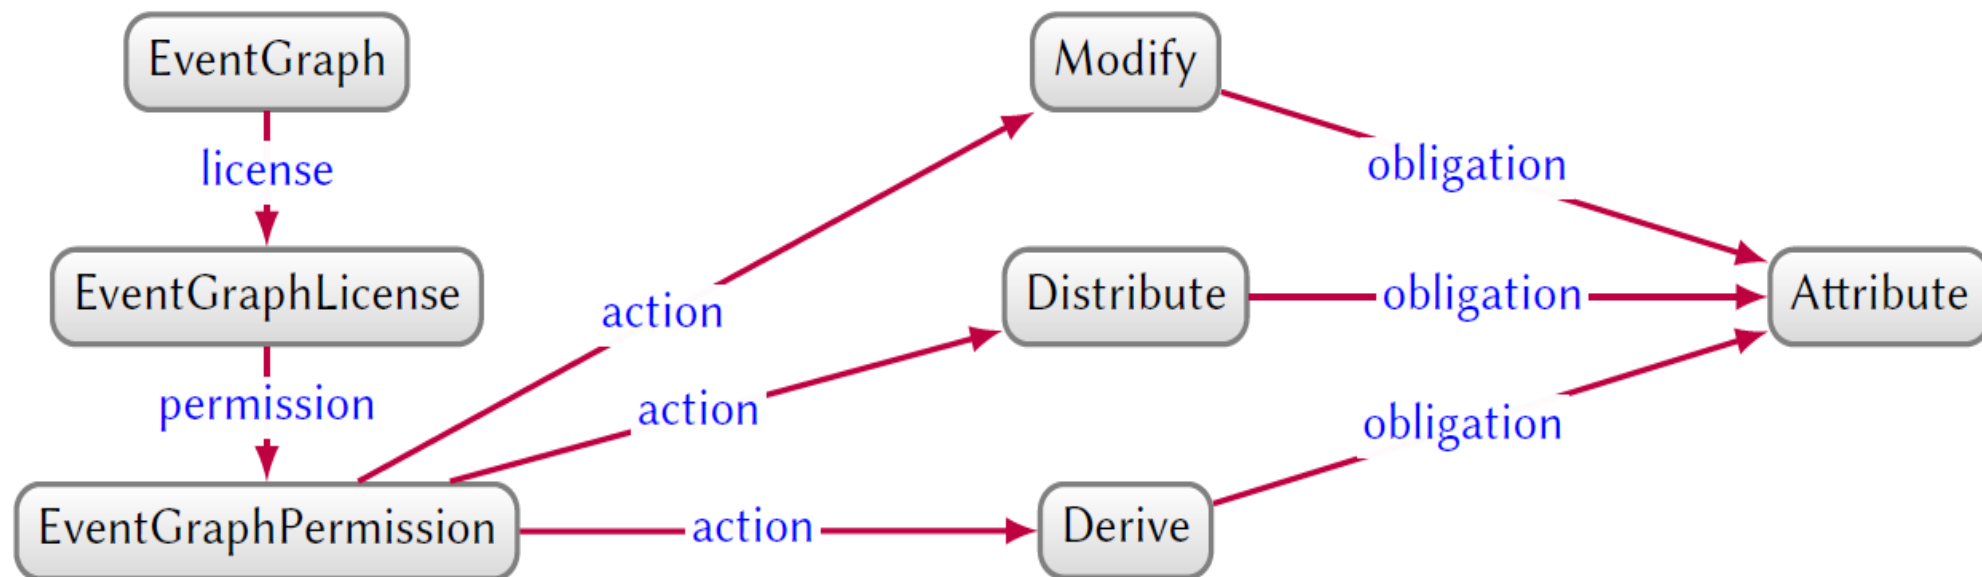 EventGraph
Modify
license
obligation
EventGraphLicense
action
Distribute
obligation
Attribute
permission
action
obligation
EventGraphPermission
action
Derive